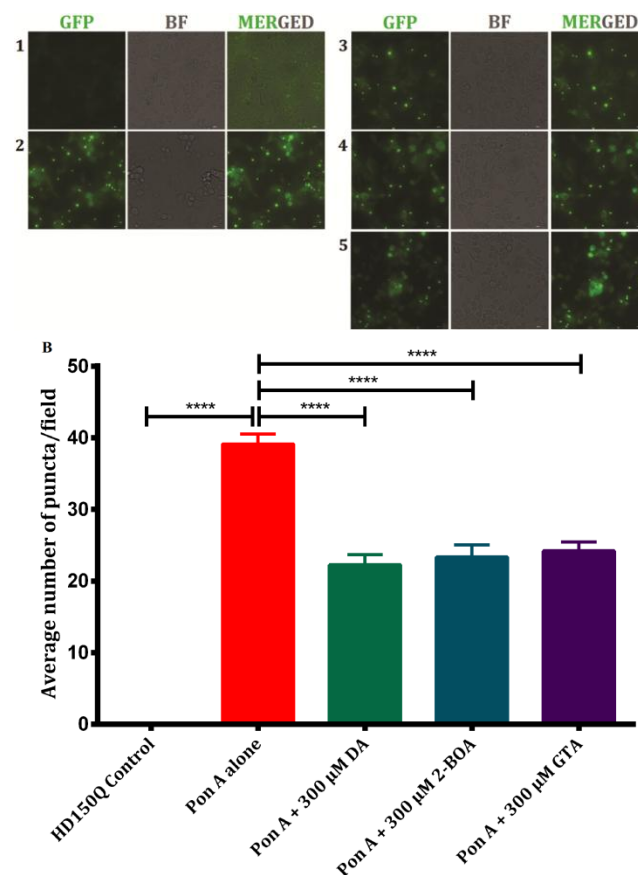 GFP BF MERGED
1
2
GFP BF MERGED
3
4
5
B
Average number of puncta/field
50
40
30
20
10
0
****
****
****
****
HD150Q Control
Pon A alone
Pon A + 300 µM DA
Pon A + 300 µM 2-BOA
Pon A + 300 µM GTA